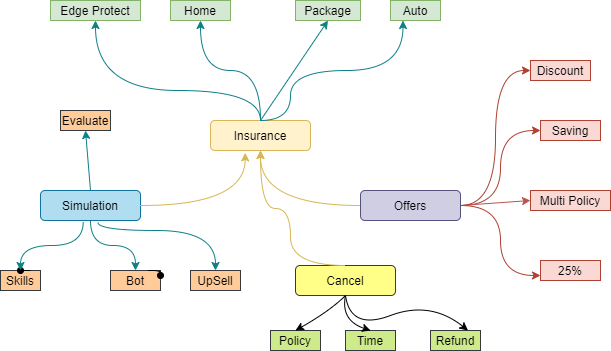 Edge Protect
Home
Package
Auto
Discount
Evaluate
Insurance
Saving
Simulation
Offers
Multi Policy
Skills
Bot
UpSell
Cancel
25%
Policy
Time
Refund